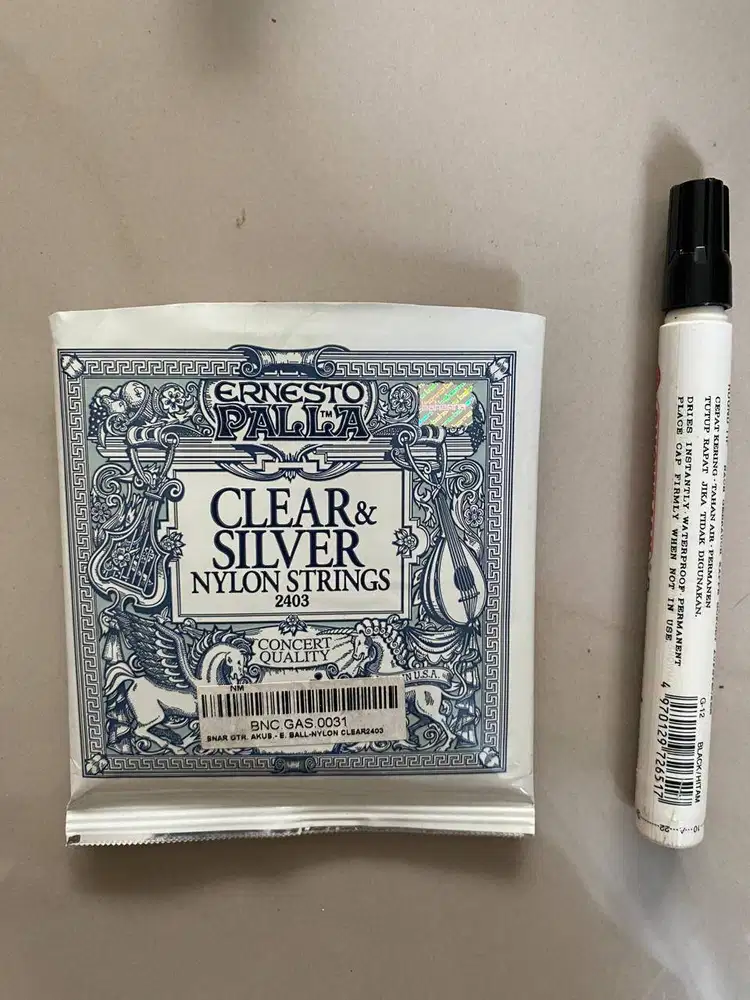 ERNESTO
PALLA™
CLEAR &
SILVER
NYLON STRINGS
2403
CONCERT
QUALITY
IN U.S.A.
NM
BNC.GAS.0031
SNAR GTR. AKUS.- E. BALL-NYLON CLEAR2403
CEPAT KERING · TAHAN AIR · PERMANEN
TUTUP RAPAT JIKA TIDAK DIGUNAKAN.
DRIES INSTANTLY·WATERPROOF·PERMANENT
PLACE CAP FIRMLY WHEN NOT IN USE
G-12
BLACK/HITAM
4 970129 726517